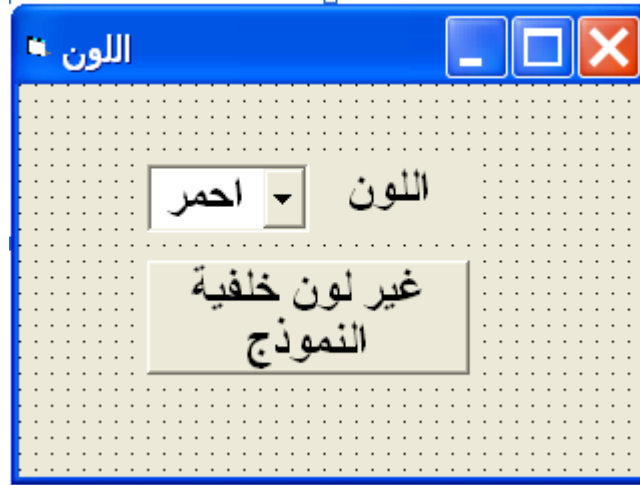 اللون
اللون
احمر
غير لون خلفية
النموذج